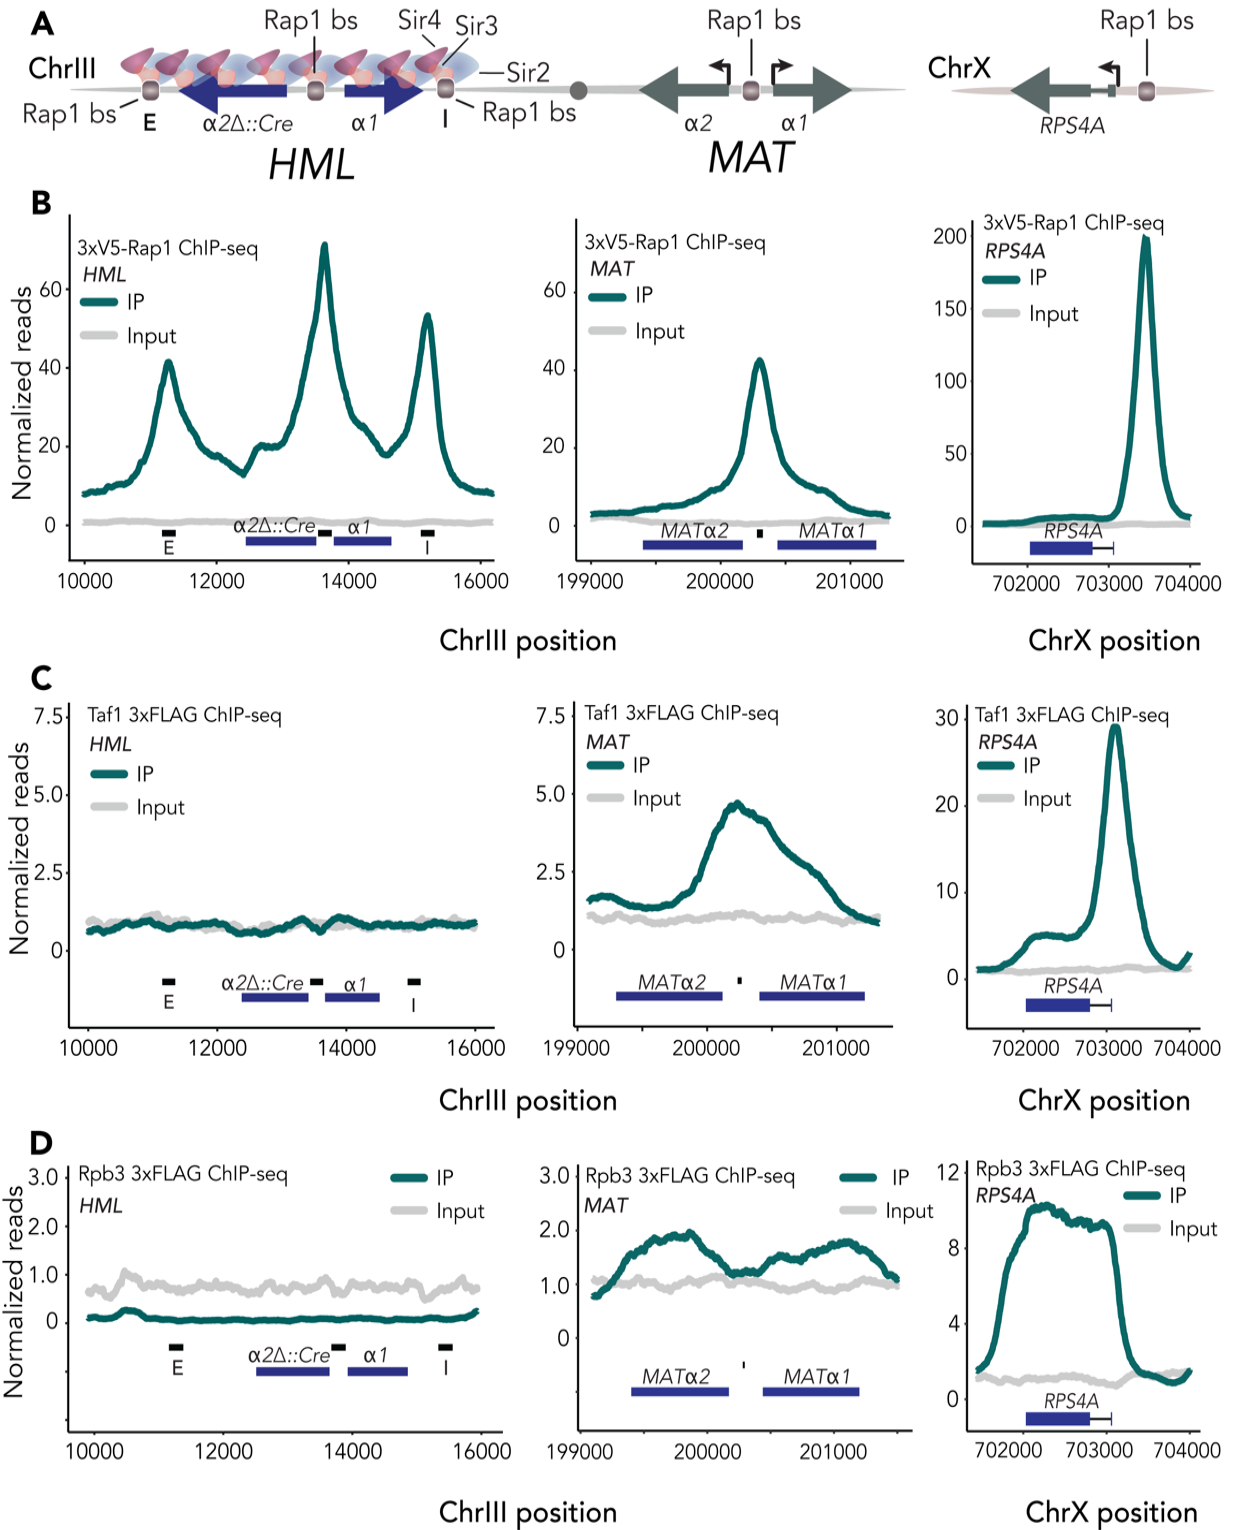 A
ChrIII
Rap1 bs
Sir4
Sir3
Sir2
Rap1 bs
E
α2Δ::Cre
α1
I
Rap1 bs
HML
α2
α1
MAT
ChrX
Rap1 bs
RPS4A
B
Normalized reads
3xV5-Rap1 ChIP-seq
HML
IP
Input
60
40
20
0
α2Δ::Cre
α1
E
I
10000 12000 14000 16000
3xV5-Rap1 ChIP-seq
MAT
IP
Input
60
40
20
0
MATα2
MATα1
199000 200000 201000
ChrIII position
3xV5-Rap1 ChIP-seq
RPS4A
IP
Input
200
150
100
50
0
RPS4A
702000 703000 704000
ChrX position
C
Normalized reads
Taf1 3xFLAG ChIP-seq
HML
IP
Input
7.5
5.0
2.5
0
α2Δ::Cre
α1
E
I
10000 12000 14000 16000
Taf1 3xFLAG ChIP-seq
MAT
IP
Input
7.5
5.0
2.5
0
MATα2
MATα1
199000 200000 201000
ChrIII position
Taf1 3xFLAG ChIP-seq
RPS4A
IP
Input
30
20
10
0
RPS4A
702000 703000 704000
ChrX position
D
Normalized reads
Rpb3 3xFLAG ChIP-seq
HML
IP
Input
3.0
2.0
1.0
0
α2Δ::Cre
α1
E
I
10000 12000 14000 16000
Rpb3 3xFLAG ChIP-seq
MAT
IP
Input
3.0
2.0
1.0
0
MATα2
MATα1
199000 200000 201000
ChrIII position
Rpb3 3xFLAG ChIP-seq
RPS4A
IP
Input
12
8
4
0
RPS4A
702000 703000 704000
ChrX position